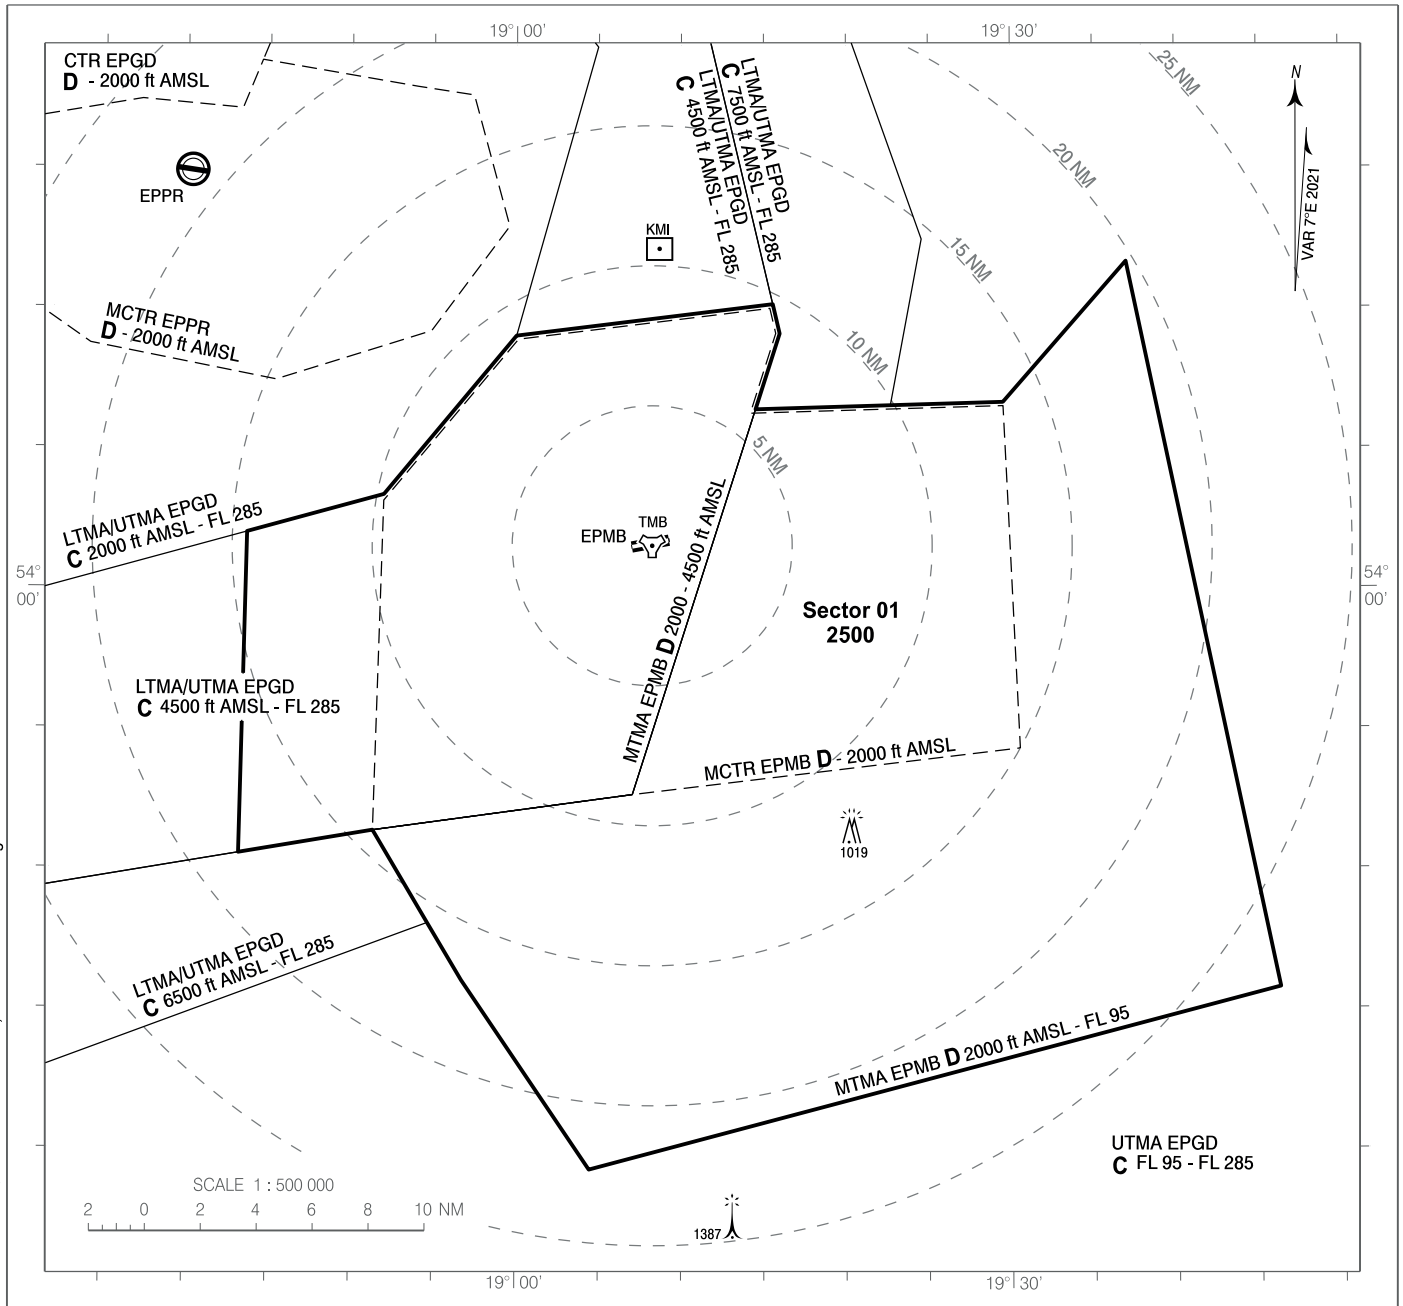 19° 00'
19° 30'
CTR EPGD
D - 2000 ft AMSL
25 NM
N
VAR 7°E 2021
LTMA/UTMA EPGD
C 7500 ft AMSL - FL 285
LTMA/UTMA EPGD
C 4500 ft AMSL - FL 285
20 NM
EPPR
KMI
15 NM
MCTR EPPR
D - 2000 ft AMSL
10 NM
5 NM
LTMA/UTMA EPGD
C 2000 ft AMSL - FL 285
EPMB
TMB
MTMA EPMB D 2000 - 4500 ft AMSL
54°
00'
54°
00'
Sector 01
2500
LTMA/UTMA EPGD
C 4500 ft AMSL - FL 285
MCTR EPMB D - 2000 ft AMSL
1019
LTMA/UTMA EPGD
C 6500 ft AMSL - FL 285
MTMA EPMB D 2000 ft AMSL - FL 95
UTMA EPGD
C FL 95 - FL 285
SCALE 1 : 500 000
2 0 2 4 6 8 10 NM
1387
19° 00'
19° 30'